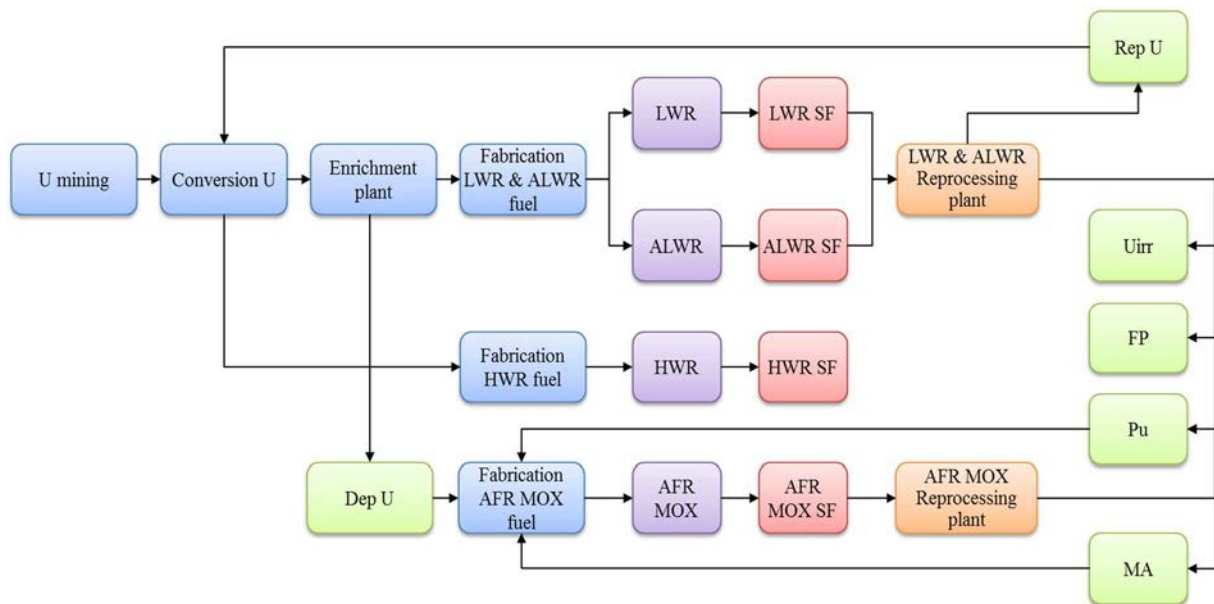 Rep U
LWR
LWR SF
U mining
Conversion U
Enrichment
plant
Fabrication
LWR & ALWR
fuel
LWR & ALWR
Reprocessing
plant
ALWR
ALWR SF
Uirr
FP
Fabrication
HWR fuel
HWR
HWR SF
Pu
Dep U
Fabrication
AFR MOX
fuel
AFR
MOX
AFR
MOX SF
AFR MOX
Reprocessing
plant
MA